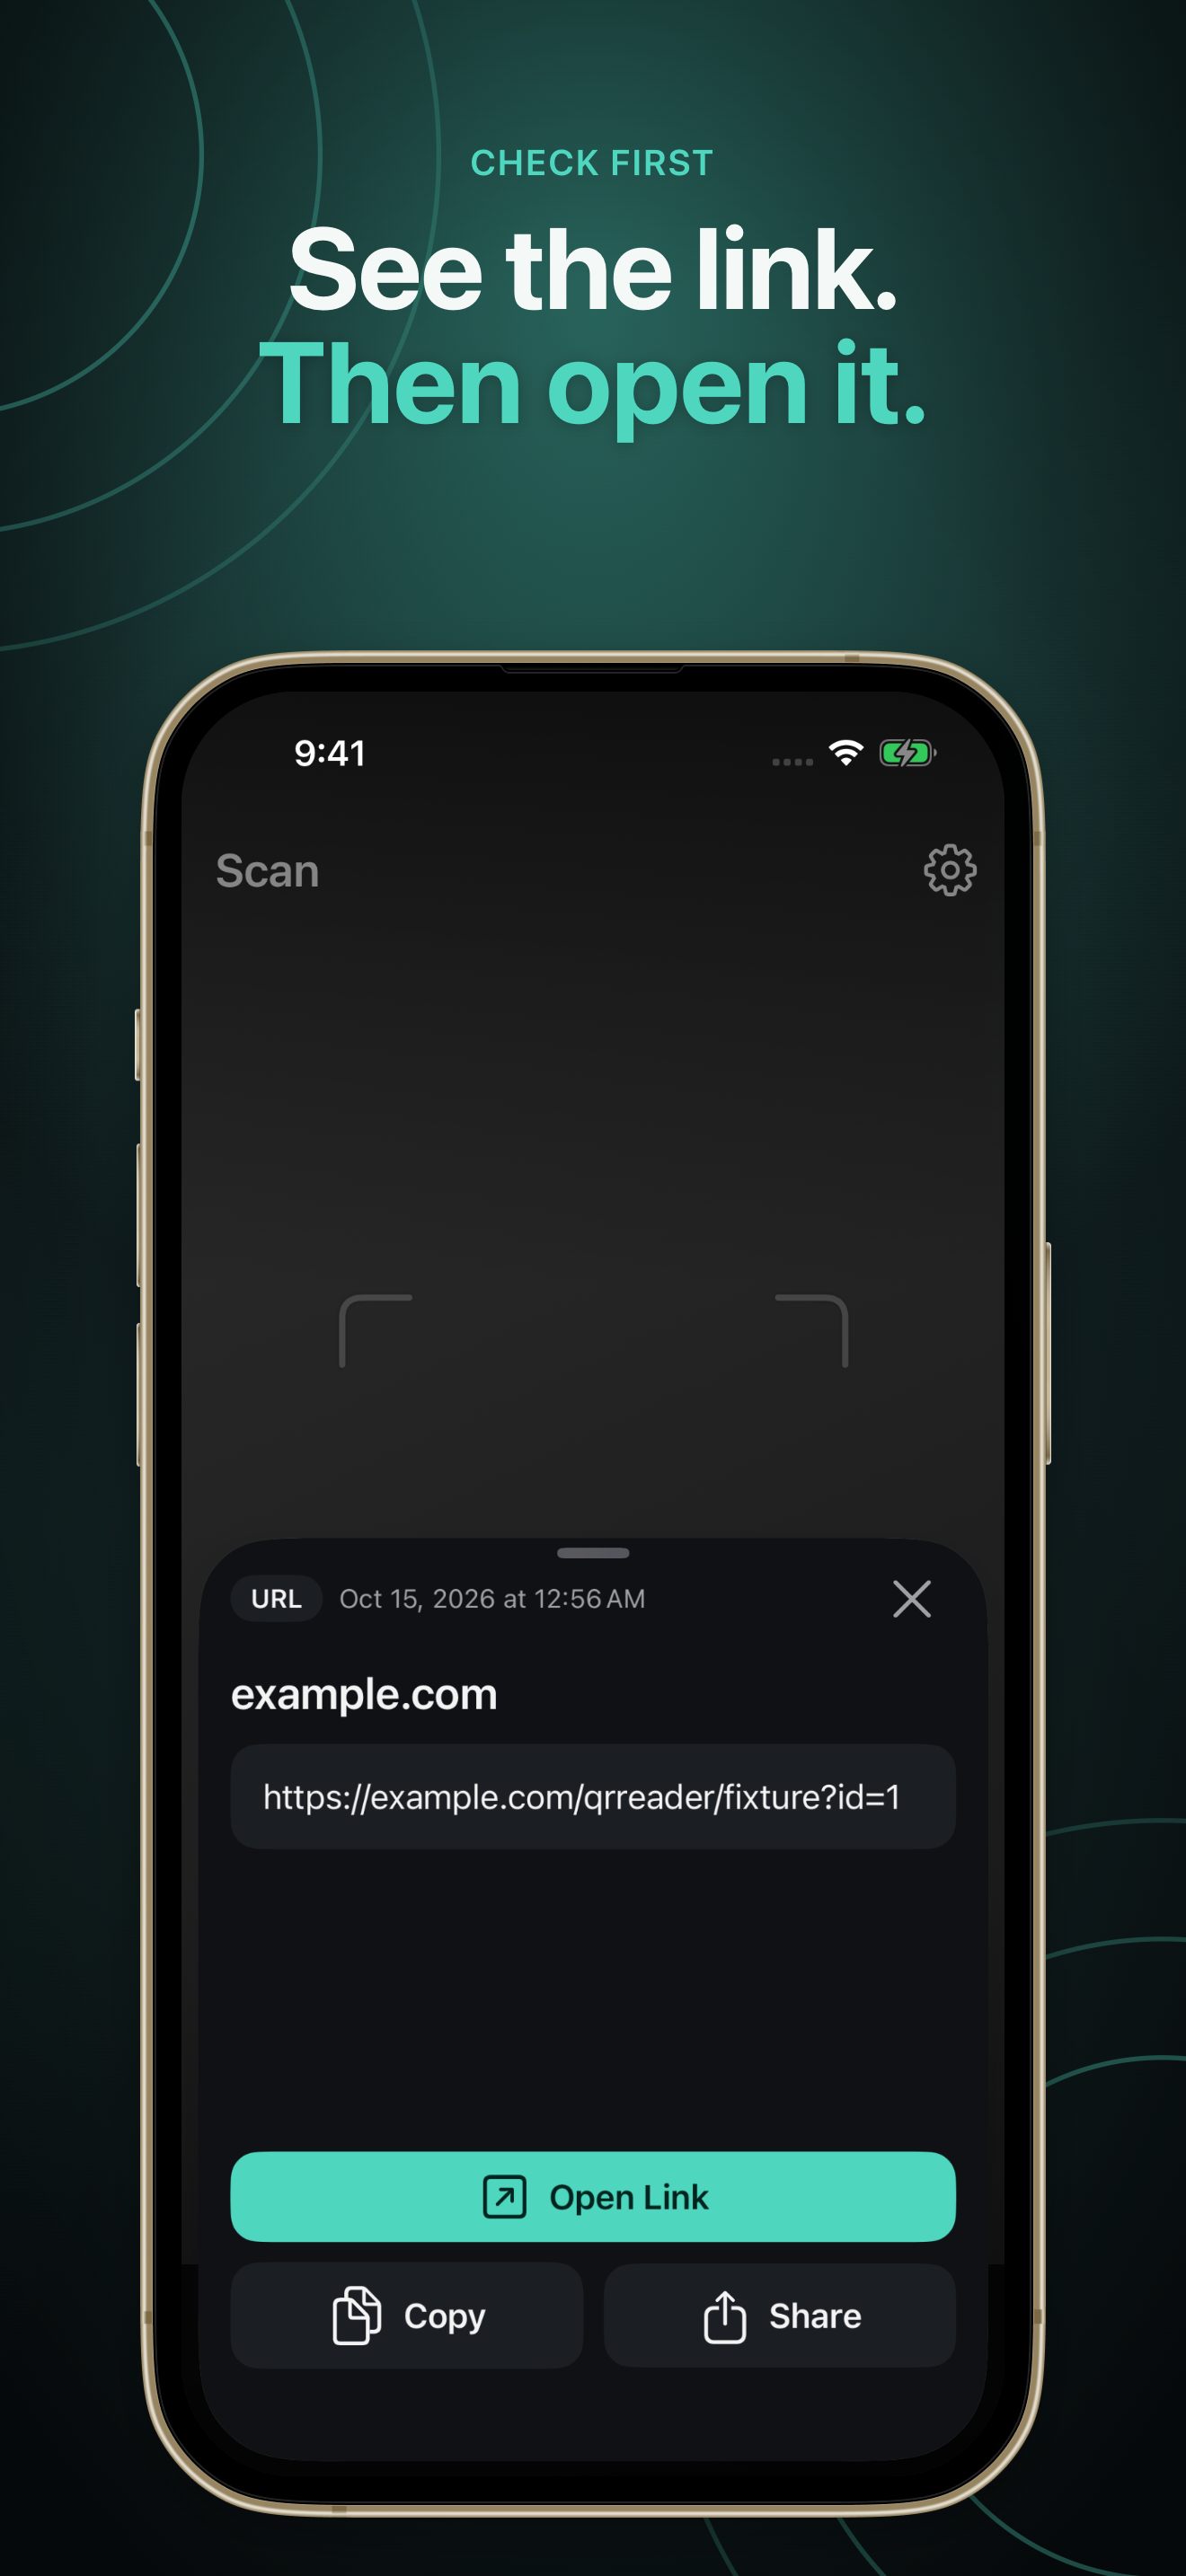 CHECK FIRST
See the link.
Then open it.
9:41
Scan
URL Oct 15, 2026 at 12:56 AM
example.com
https://example.com/qrreader/fixture?id=1
Open Link
Copy Share